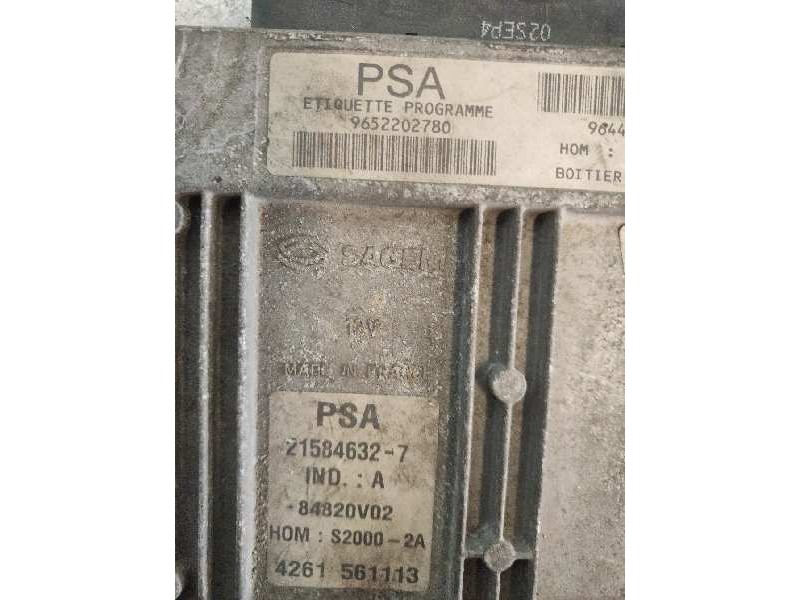 02SEP4
PSA
ETIQUETTE PROGRAMME
9652202780
9644
HOM :
BOITIER
SAGEM
12V
MADE IN FRANCE
PSA
21584632-7
IND. : A
84820V02
HOM : S2000-2A
4261 561113